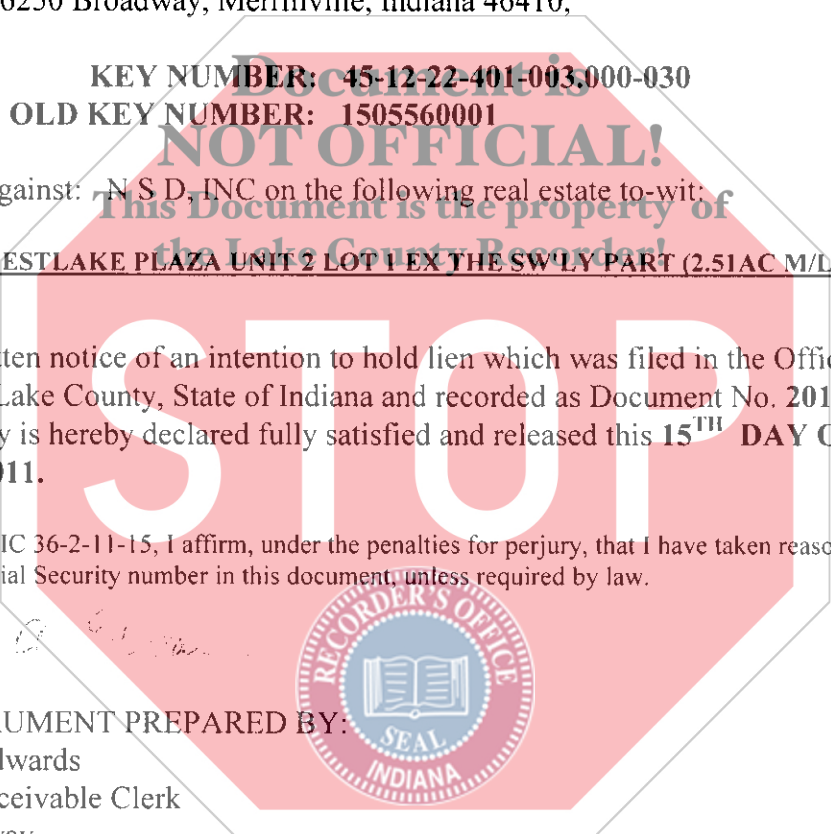 6250 Broadway, Merrillville, Indiana 46410,
KEY NUMBER: 45-12-22-401-003.000-030
OLD KEY NUMBER: 1505560001
gainst: N S D, INC on the following real estate to-wit:
ESTLAKE PLAZA UNIT 2 LOT 1 EX THE SW'LY PART (2.51AC M/L
tten notice of an intention to hold lien which was filed in the Offic
Lake County, State of Indiana and recorded as Document No. 201
y is hereby declared fully satisfied and released this 15TH DAY O
011.
IC 36-2-11-15, I affirm, under the penalties for perjury, that I have taken reaso
ial Security number in this document, unless required by law.
UMENT PREPARED BY:
dwards
ceivable Clerk
Document is
NOT OFFICIAL!
This Document is the property of
the Lake County Recorder!
STOP
RECORDER'S OFFICE
SEAL
INDIANA